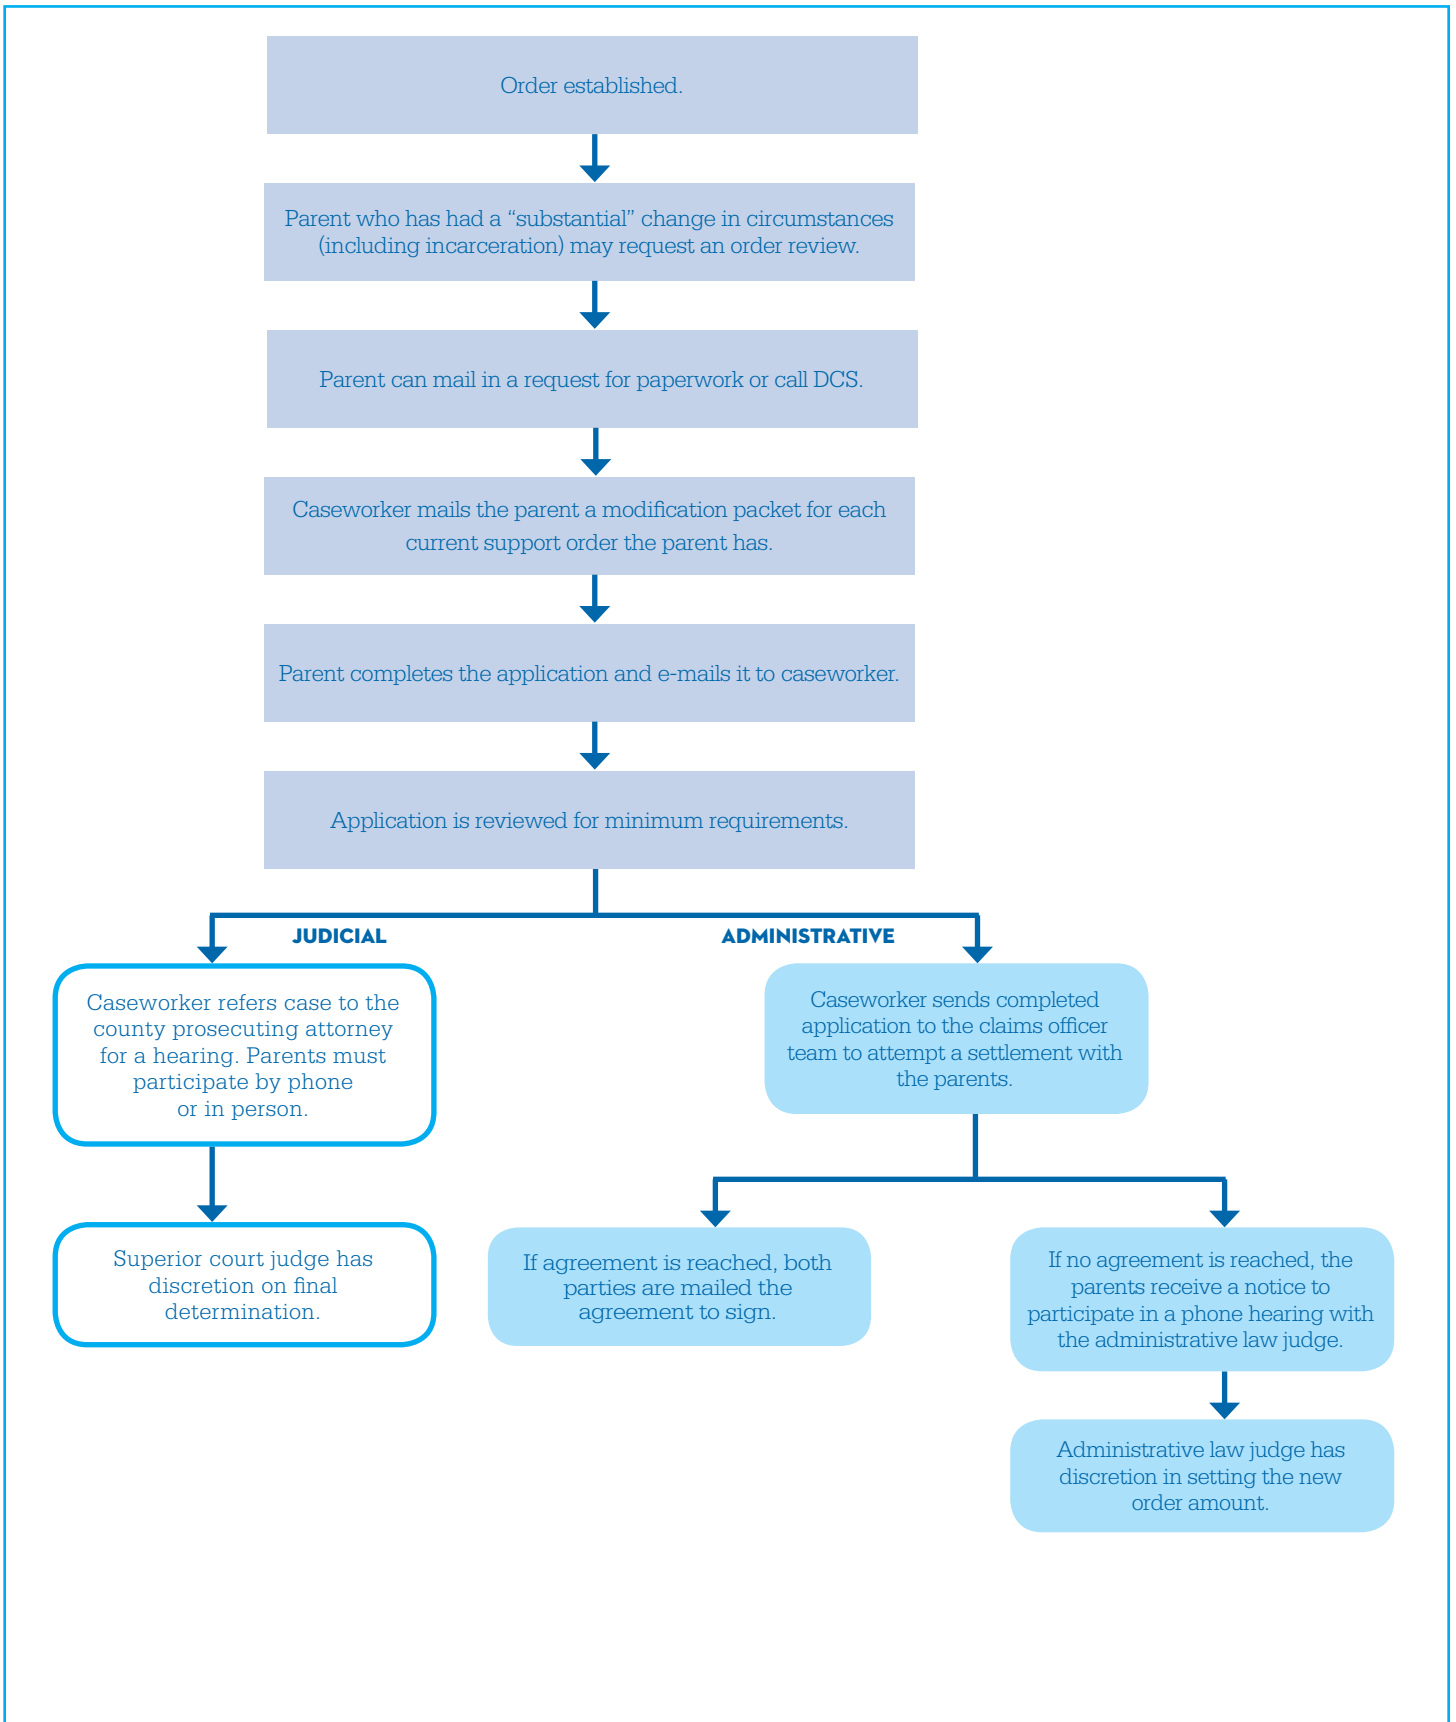 Order established.
Parent who has had a “substantial” change in circumstances
(including incarceration) may request an order review.
Parent can mail in a request for paperwork or call DCS.
Caseworker mails the parent a modification packet for each
current support order the parent has.
Parent completes the application and e-mails it to caseworker.
Application is reviewed for minimum requirements.
JUDICIAL
ADMINISTRATIVE
Caseworker refers case to the
county prosecuting attorney
for a hearing. Parents must
participate by phone
or in person.
Caseworker sends completed
application to the claims officer
team to attempt a settlement with
the parents.
Superior court judge has
discretion on final
determination.
If agreement is reached, both
parties are mailed the
agreement to sign.
If no agreement is reached, the
parents receive a notice to
participate in a phone hearing with
the administrative law judge.
Administrative law judge has
discretion in setting the new
order amount.